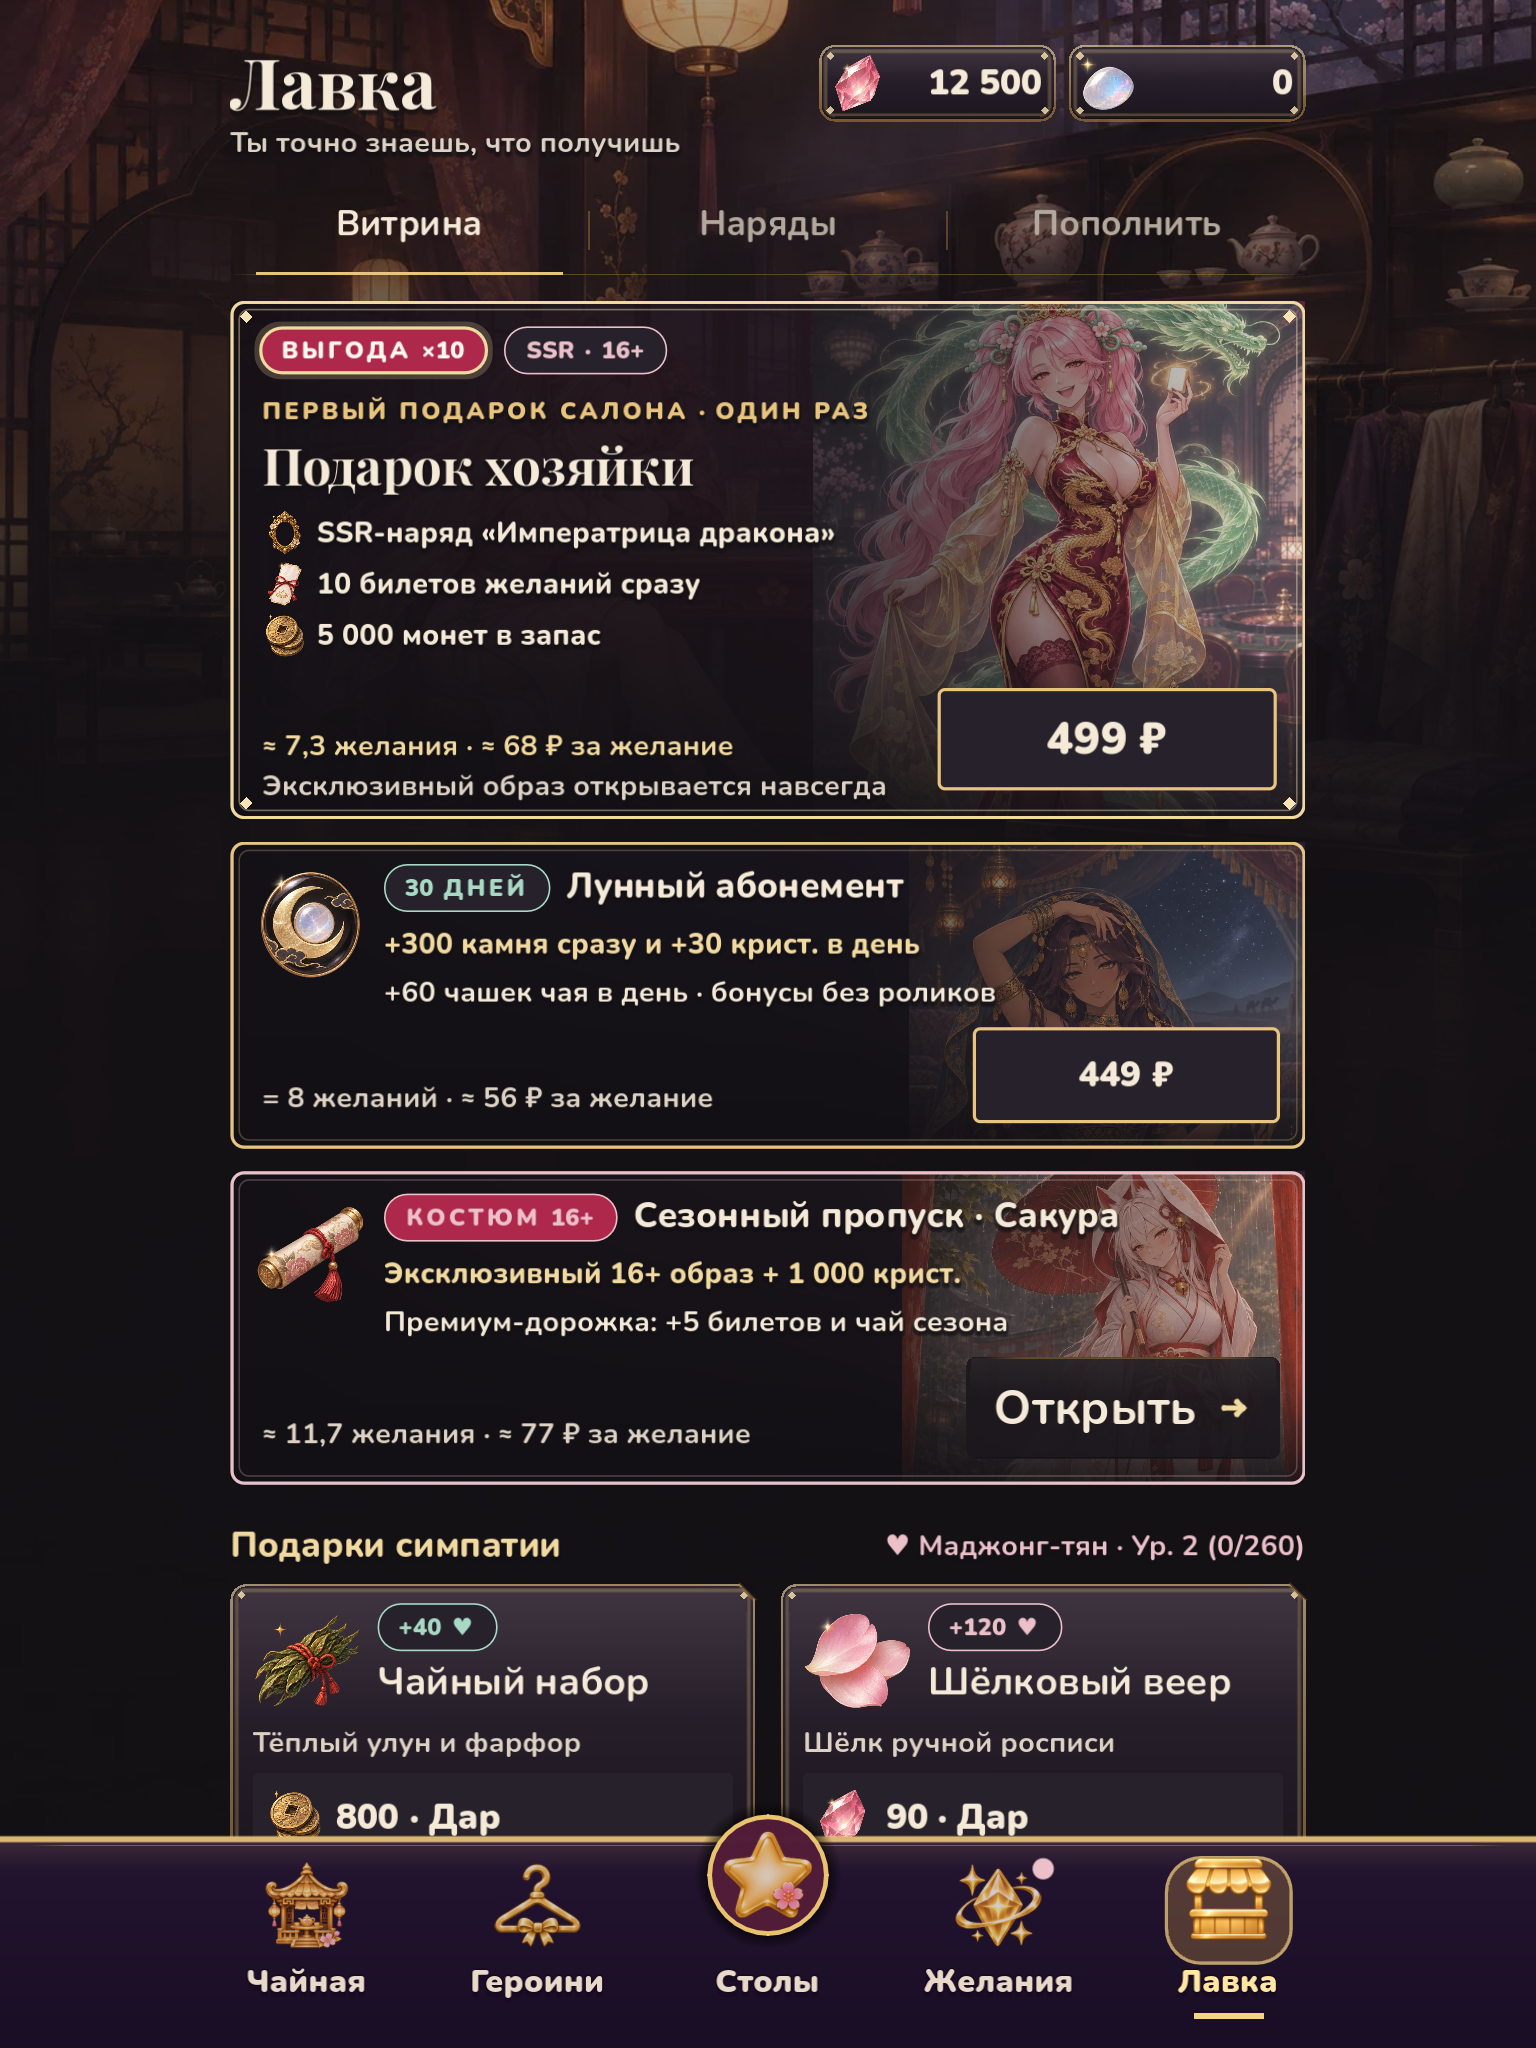 Лавка
12 500
0
Ты точно знаешь, что получишь
Витрина
Наряды
Пополнить
ВЫГОДА ×10
SSR · 16+
ПЕРВЫЙ ПОДАРОК САЛОНА · ОДИН РАЗ
Подарок хозяйки
SSR-наряд «Императрица дракона»
10 билетов желаний сразу
5 000 монет в запас
≈ 7,3 желания · ≈ 68 ₽ за желание
Эксклюзивный образ открывается навсегда
499 ₽
30 ДНЕЙ
Лунный абонемент
+300 камня сразу и +30 крист. в день
+60 чашек чая в день · бонусы без роликов
= 8 желаний · ≈ 56 ₽ за желание
449 ₽
КОСТЮМ 16+
Сезонный пропуск · Сакура
Эксклюзивный 16+ образ + 1 000 крист.
Премиум-дорожка: +5 билетов и чай сезона
≈ 11,7 желания · ≈ 77 ₽ за желание
Открыть ➜
Подарки симпатии
♥ Маджонг-тян · Ур. 2 (0/260)
+40 ♥
Чайный набор
Тёплый улун и фарфор
800 · Дар
+120 ♥
Шёлковый веер
Шёлк ручной росписи
90 · Дар
Чайная
Героини
Столы
Желания
Лавка